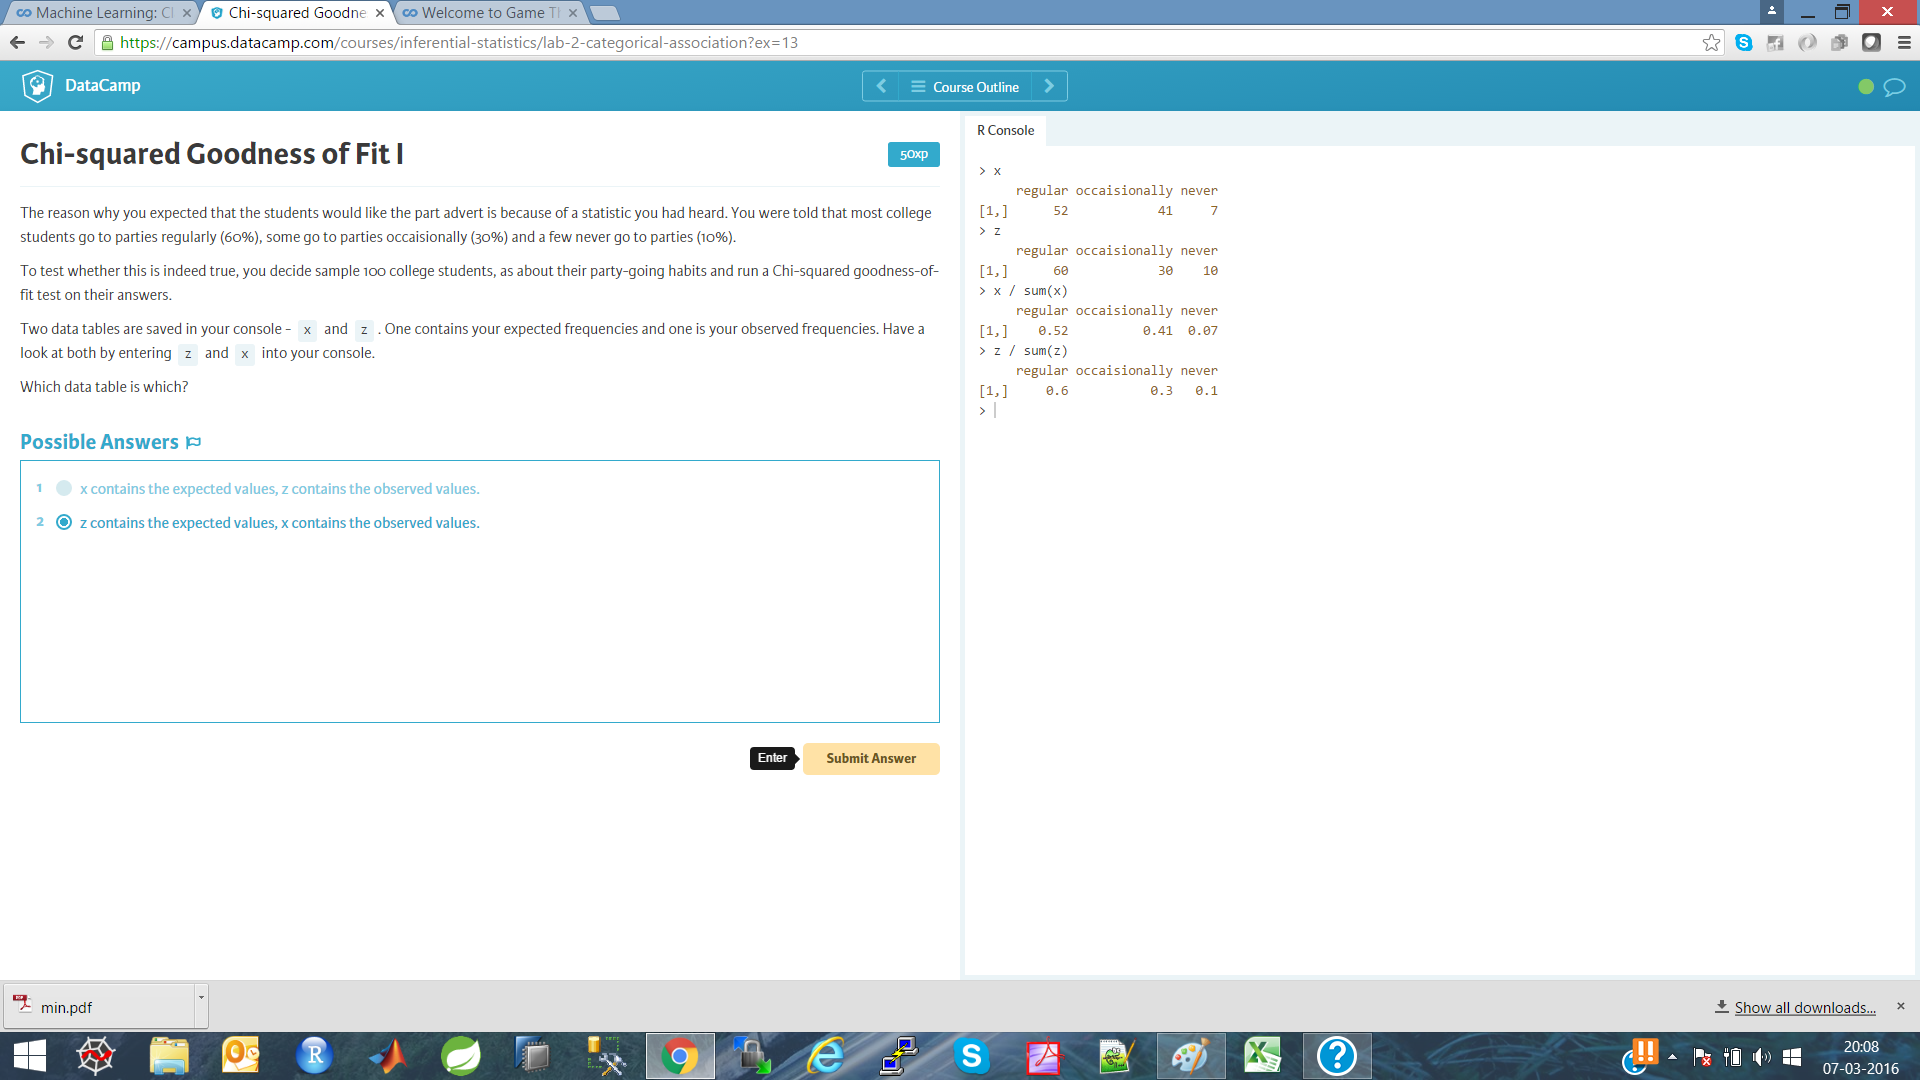 Machine Learning: Cl
Chi-squared Goodne
Welcome to Game Tl
https://campus.datacamp.com/courses/inferential-statistics/lab-2-categorical-association?ex=13
DataCamp
Course Outline
Chi-squared Goodness of Fit I
50xp
The reason why you expected that the students would like the part advert is because of a statistic you had heard. You were told that most college
students go to parties regularly (60%), some go to parties occaisionally (30%) and a few never go to parties (10%).
To test whether this is indeed true, you decide sample 100 college students, as about their party-going habits and run a Chi-squared goodness-of-
fit test on their answers.
Two data tables are saved in your console - x and z . One contains your expected frequencies and one is your observed frequencies. Have a
look at both by entering z and x into your console.
Which data table is which?
Possible Answers
1 x contains the expected values, z contains the observed values.
2 z contains the expected values, x contains the observed values.
Enter
Submit Answer
R Console
> x
regular occaisionally never
[1,] 52 41 7
> z
regular occaisionally never
[1,] 60 30 10
> x / sum(x)
regular occaisionally never
[1,] 0.52 0.41 0.07
> z / sum(z)
regular occaisionally never
[1,] 0.6 0.3 0.1
>
min.pdf
Show all downloads...
20:08
07-03-2016